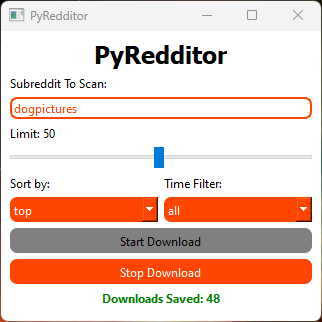 PyRedditor
PyRedditor
Subreddit To Scan:
dogpictures
Limit: 50
Sort by: Time Filter:
top all
Start Download
Stop Download
Downloads Saved: 48